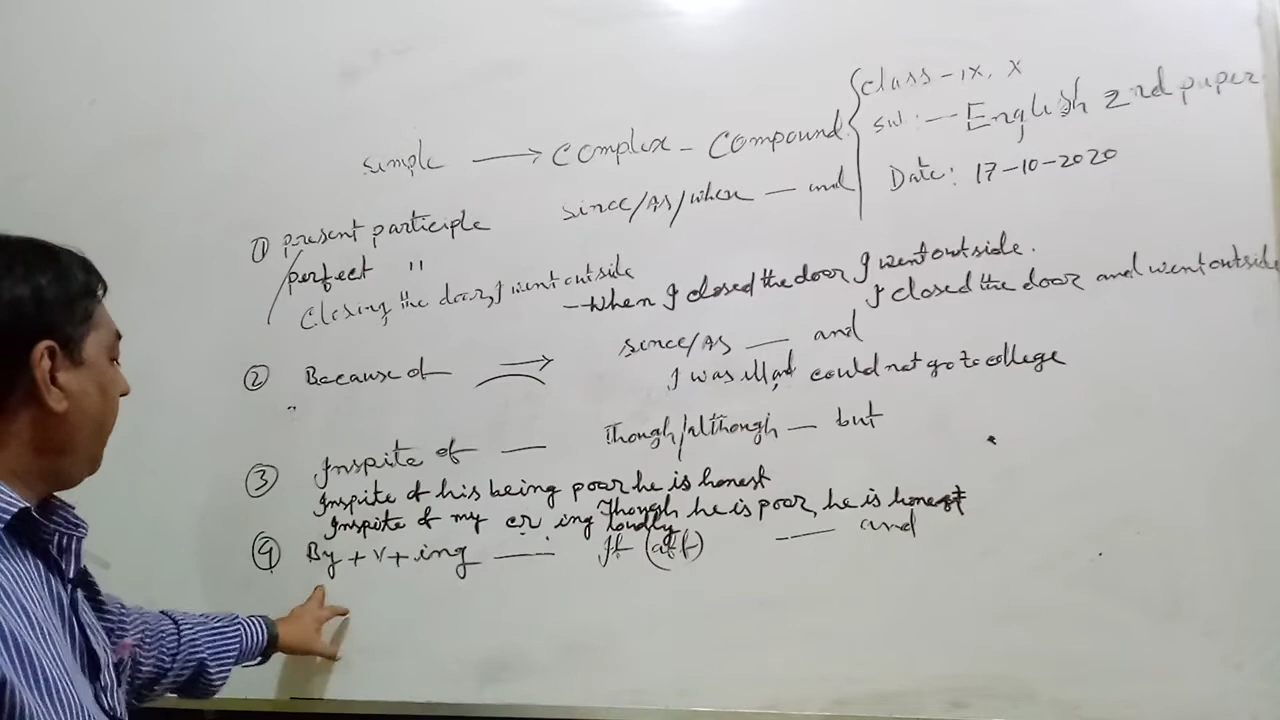 Class - IX, X
Sub :- English 2nd paper
Date: 17-10-2020
Simple → Complex - Compound
since/As/when — and
① present participle
perfect "
Closing the door, I went outside
- When I closed the door I went outside.
I closed the door and went outside
② Because of —
since/As — and
I was ill and could not go to college
③ Inspite of —
Though/although — but
Inspite of his being poor he is honest
Though he is poor, he is honest
Inspite of my ing loudly
④ By + V + ing —
If (aff)
— and